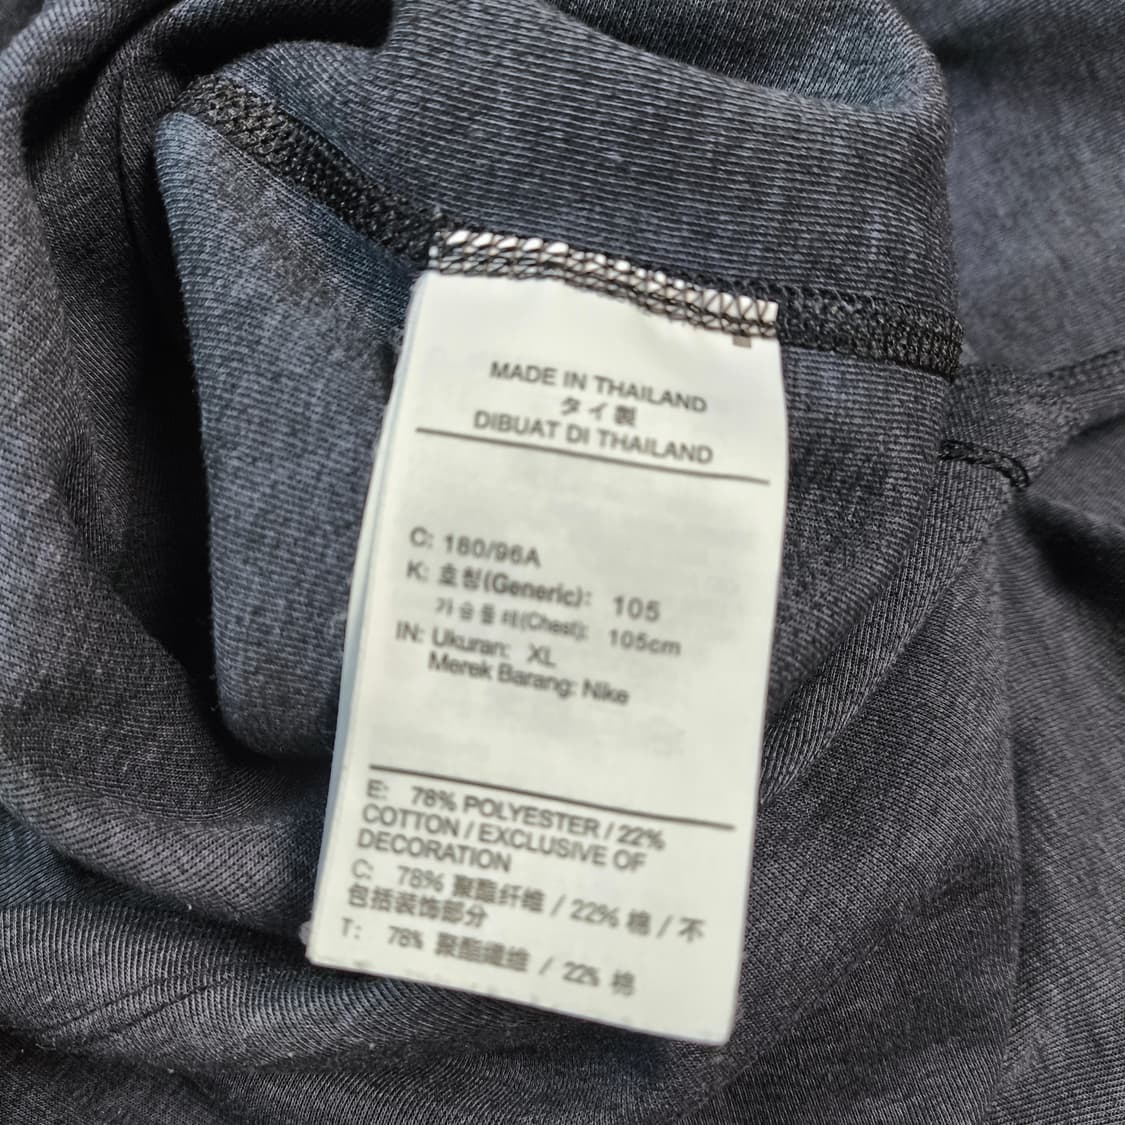 MADE IN THAILAND
タイ製
DIBUAT DI THAILAND
C: 180/96A
K: 호칭(Generic): 105
가슴둘레(Chest): 105cm
IN: Ukuran: XL
Merek Barang: Nike
E: 78% POLYESTER / 22%
COTTON / EXCLUSIVE OF
DECORATION
C: 78% 聚酯纤维 / 22% 棉 / 不
包括装饰部分
T: 78% 聚酯纖維 / 22% 棉